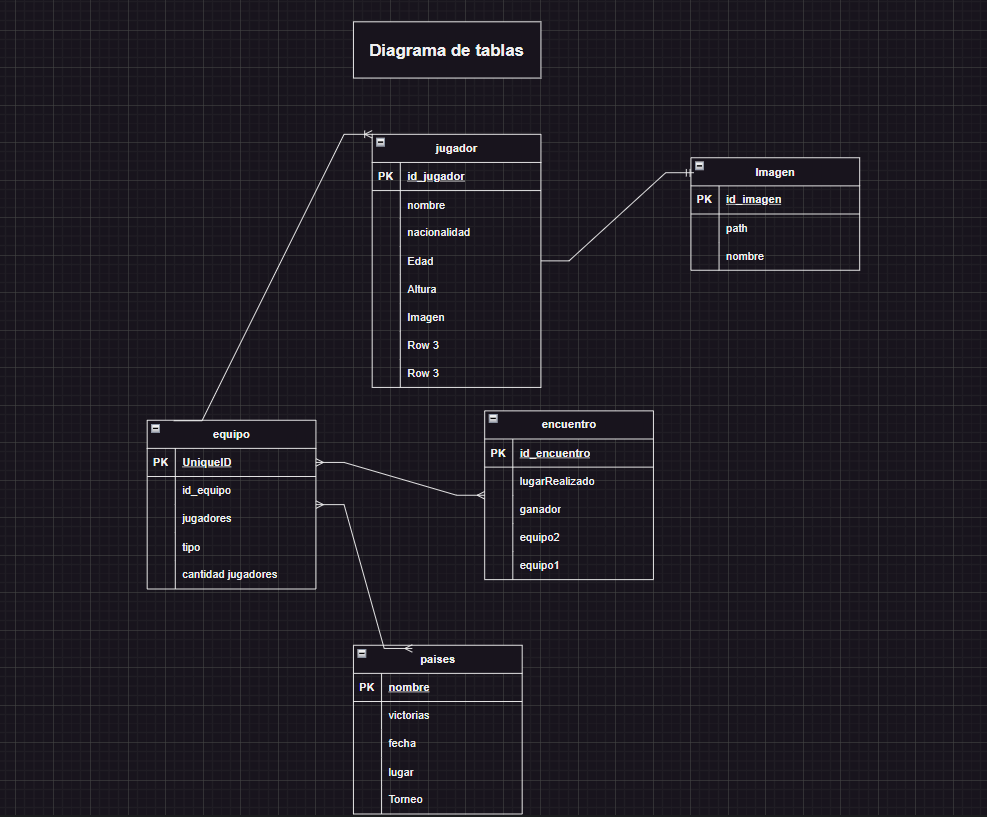 Diagrama de tablas
jugador
PK id_jugador
nombre
nacionalidad
Edad
Altura
Imagen
Row 3
Row 3
Imagen
PK id_imagen
path
nombre
equipo
PK UniqueID
id_equipo
jugadores
tipo
cantidad jugadores
encuentro
PK id_encuentro
lugarRealizado
ganador
equipo2
equipo1
paises
PK nombre
victorias
fecha
lugar
Torneo